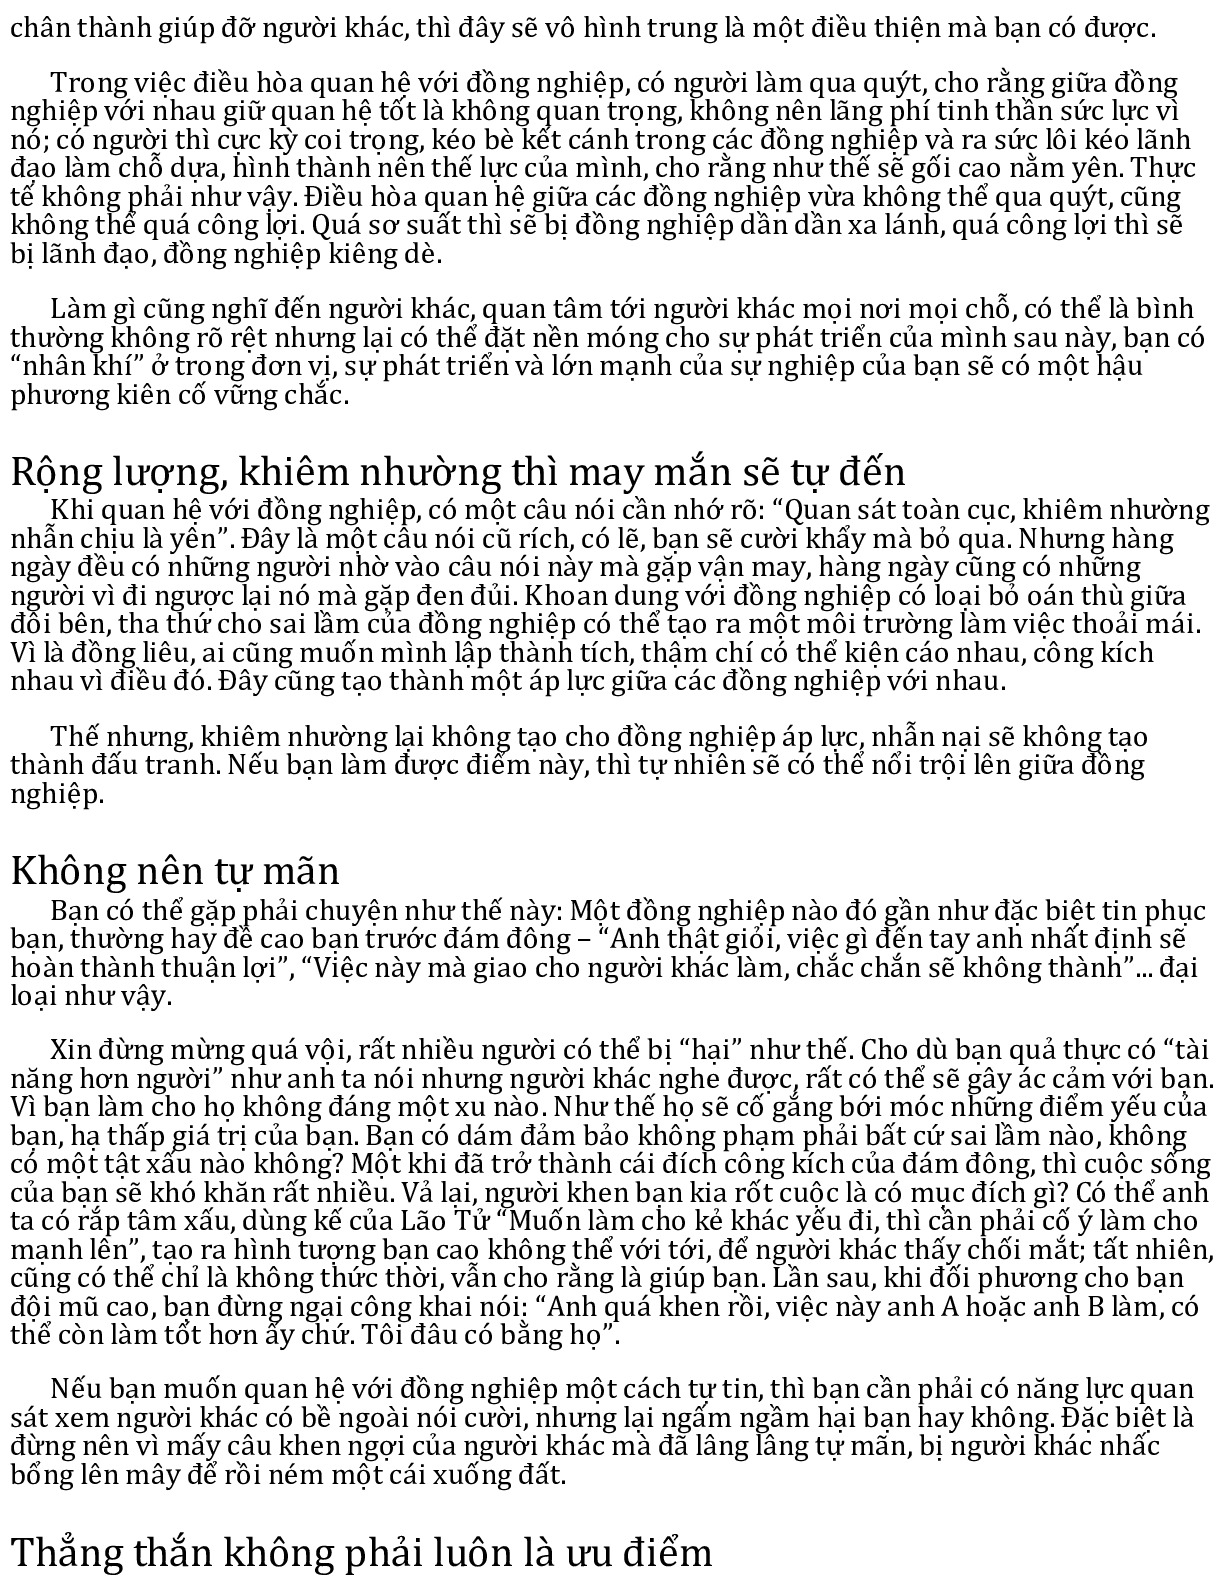 chân thành giúp đỡ người khác, thì đây sẽ vô hình trung là một điều thiện mà bạn có được.
Trong việc điều hòa quan hệ với đồng nghiệp, có người làm qua quýt, cho rằng giữa đồng
nghiệp với nhau giữ quan hệ tốt là không quan trọng, không nên lãng phí tinh thần sức lực vì
nó; có người thì cực kỳ coi trọng, kéo bè kết cánh trong các đồng nghiệp và ra sức lôi kéo lãnh
đạo làm chỗ dựa, hình thành nên thế lực của mình, cho rằng như thế sẽ gối cao nằm yên. Thực
tế không phải như vậy. Điều hòa quan hệ giữa các đồng nghiệp vừa không thể qua quýt, cũng
không thể quá công lợi. Quá sơ suất thì sẽ bị đồng nghiệp dần dần xa lánh, quá công lợi thì sẽ
bị lãnh đạo, đồng nghiệp kiêng dè.
Làm gì cũng nghĩ đến người khác, quan tâm tới người khác mọi nơi mọi chỗ, có thể là bình
thường không rõ rệt nhưng lại có thể đặt nền móng cho sự phát triển của mình sau này, bạn có
“nhân khí” ở trong đơn vị, sự phát triển và lớn mạnh của sự nghiệp của bạn sẽ có một hậu
phương kiên cố vững chắc.
Rộng lượng, khiêm nhường thì may mắn sẽ tự đến
Khi quan hệ với đồng nghiệp, có một câu nói cần nhớ rõ: “Quan sát toàn cục, khiêm nhường
nhẫn chịu là yên”. Đây là một câu nói cũ rích, có lẽ, bạn sẽ cười khẩy mà bỏ qua. Nhưng hàng
ngày đều có những người nhờ vào câu nói này mà gặp vận may, hàng ngày cũng có những
người vì đi ngược lại nó mà gặp đen đủi. Khoan dung với đồng nghiệp có loại bỏ oán thù giữa
đôi bên, tha thứ cho sai lầm của đồng nghiệp có thể tạo ra một môi trường làm việc thoải mái.
Vì là đồng liêu, ai cũng muốn mình lập thành tích, thậm chí có thể kiện cáo nhau, công kích
nhau vì điều đó. Đây cũng tạo thành một áp lực giữa các đồng nghiệp với nhau.
Thế nhưng, khiêm nhường lại không tạo cho đồng nghiệp áp lực, nhẫn nại sẽ không tạo
thành đấu tranh. Nếu bạn làm được điểm này, thì tự nhiên sẽ có thể nổi trội lên giữa đồng
nghiệp.
Không nên tự mãn
Bạn có thể gặp phải chuyện như thế này: Một đồng nghiệp nào đó gần như đặc biệt tin phục
bạn, thường hay đề cao bạn trước đám đông – “Anh thật giỏi, việc gì đến tay anh nhất định sẽ
hoàn thành thuận lợi”, “Việc này mà giao cho người khác làm, chắc chắn sẽ không thành”... đại
loại như vậy.
Xin đừng mừng quá vội, rất nhiều người có thể bị “hại” như thế. Cho dù bạn quả thực có “tài
năng hơn người” như anh ta nói nhưng người khác nghe được, rất có thể sẽ gây ác cảm với bạn.
Vì bạn làm cho họ không đáng một xu nào. Như thế họ sẽ cố gắng bới móc những điểm yếu của
bạn, hạ thấp giá trị của bạn. Bạn có dám đảm bảo không phạm phải bất cứ sai lầm nào, không
có một tật xấu nào không? Một khi đã trở thành cái đích công kích của đám đông, thì cuộc sống
của bạn sẽ khó khăn rất nhiều. Vả lại, người khen bạn kia rốt cuộc là có mục đích gì? Có thể anh
ta có rắp tâm xấu, dùng kế của Lão Tử “Muốn làm cho kẻ khác yếu đi, thì cần phải cố ý làm cho
mạnh lên”, tạo ra hình tượng bạn cao không thể với tới, để người khác thấy chối mắt; tất nhiên,
cũng có thể chỉ là không thức thời, vẫn cho rằng là giúp bạn. Lần sau, khi đối phương cho bạn
đội mũ cao, bạn đừng ngại công khai nói: “Anh quá khen rồi, việc này anh A hoặc anh B làm, có
thể còn làm tốt hơn ấy chứ. Tôi đâu có bằng họ”.
Nếu bạn muốn quan hệ với đồng nghiệp một cách tự tin, thì bạn cần phải có năng lực quan
sát xem người khác có bề ngoài nói cười, nhưng lại ngấm ngầm hại bạn hay không. Đặc biệt là
đừng nên vì mấy câu khen ngợi của người khác mà đã lâng lâng tự mãn, bị người khác nhấc
bổng lên mây để rồi ném một cái xuống đất.
Thẳng thắn không phải luôn là ưu điểm